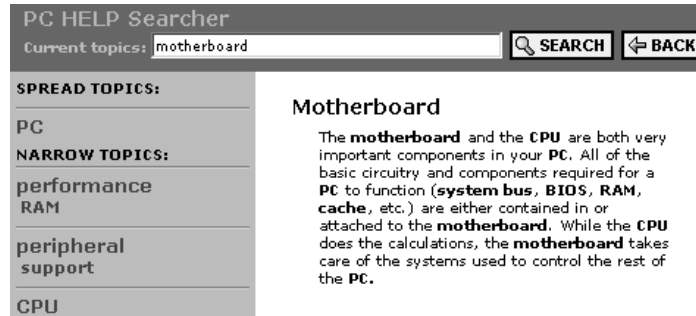 PC HELP Searcher
Current topics: motherboard
SEARCH
BACK
SPREAD TOPICS:
PC
NARROW TOPICS:
performance
RAM
peripheral
support
CPU
Motherboard
The motherboard and the CPU are both very
important components in your PC. All of the
basic circuitry and components required for a
PC to function (system bus, BIOS, RAM,
cache, etc.) are either contained in or
attached to the motherboard. While the CPU
does the calculations, the motherboard takes
care of the systems used to control the rest of
the PC.